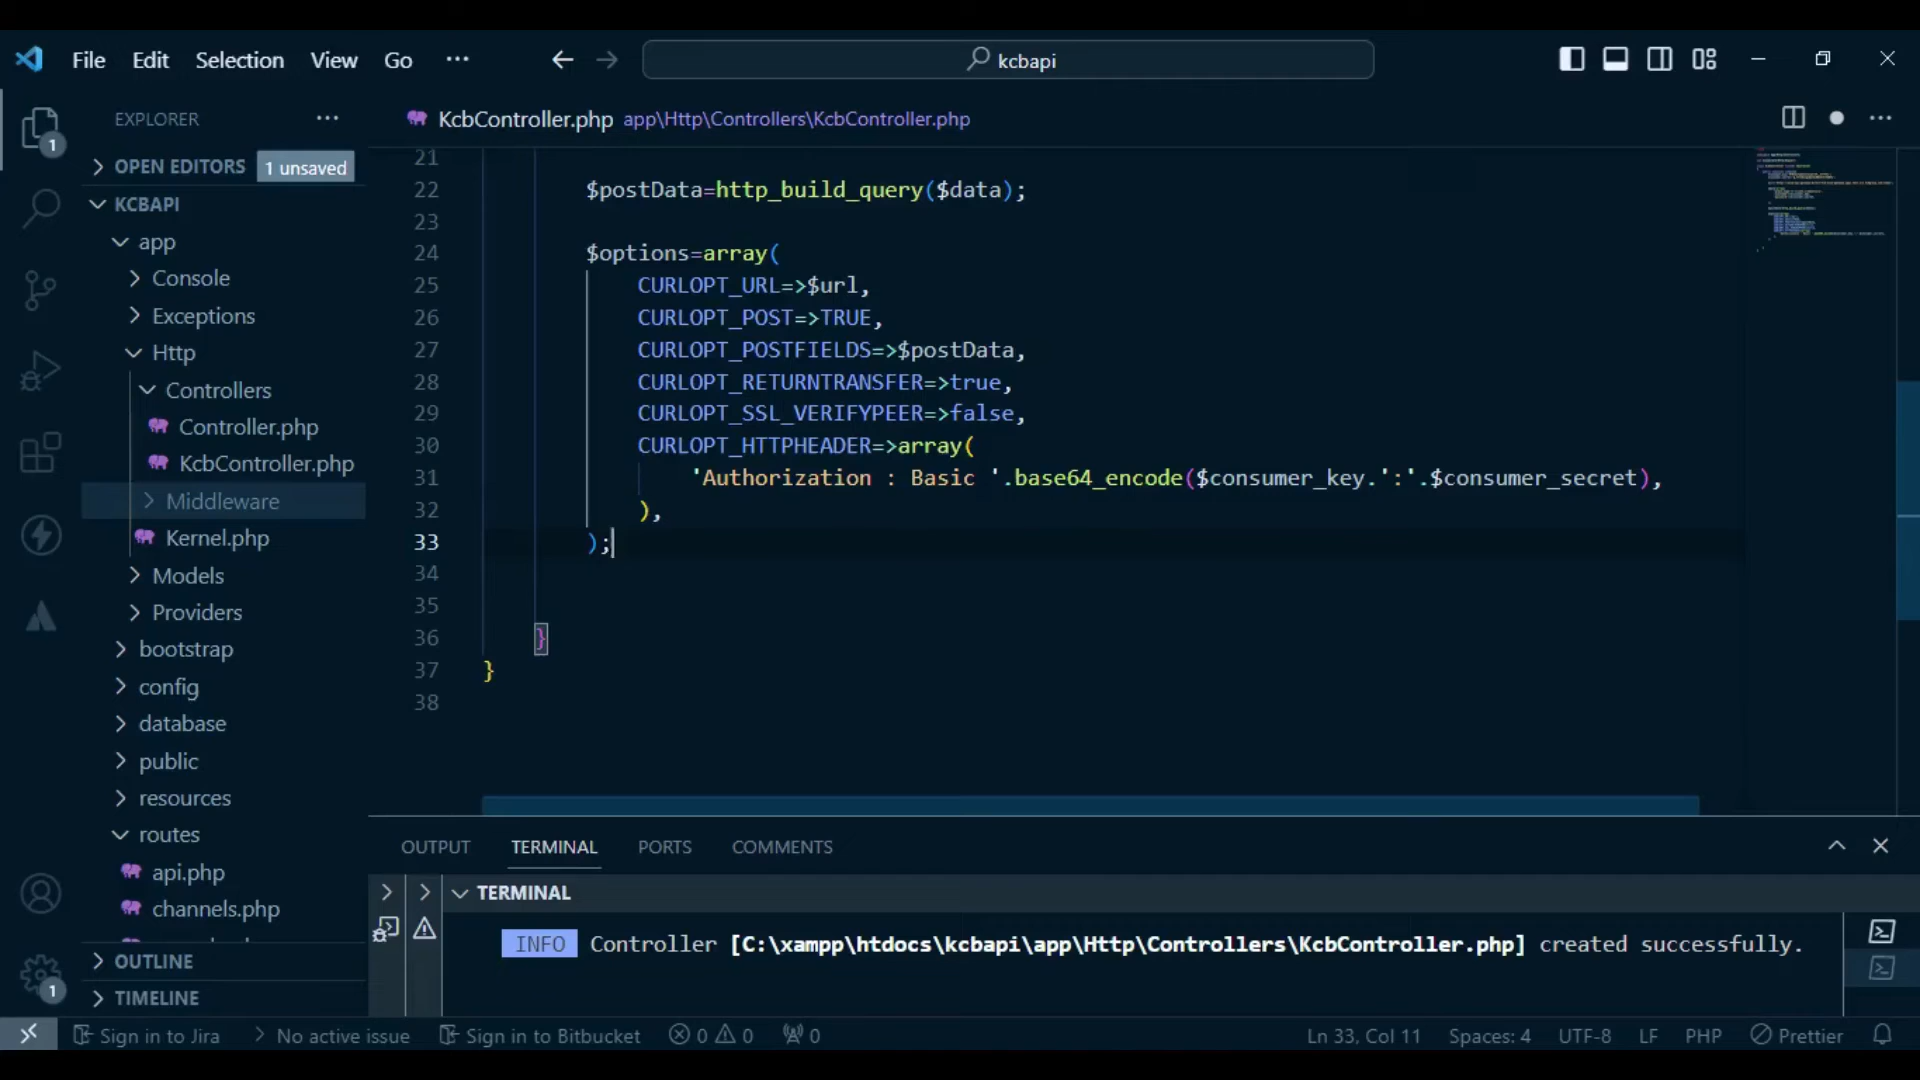 File Edit Selection View Go ··· kcbapi
EXPLORER ···
OPEN EDITORS 1 unsaved
KCBAPI
app
Console
Exceptions
Http
Controllers
Controller.php
KcbController.php
Middleware
Kernel.php
Models
Providers
bootstrap
config
database
public
resources
routes
api.php
channels.php
OUTLINE
TIMELINE
1
1
KcbController.php app\Http\Controllers\KcbController.php
21
22 $postData=http_build_query($data);
23
24 $options=array(
25 CURLOPT_URL=>$url,
26 CURLOPT_POST=>TRUE,
27 CURLOPT_POSTFIELDS=>$postData,
28 CURLOPT_RETURNTRANSFER=>true,
29 CURLOPT_SSL_VERIFYPEER=>false,
30 CURLOPT_HTTPHEADER=>array(
31 'Authorization : Basic '.base64_encode($consumer_key.':'.$consumer_secret),
32 ),
33 );
34
35
36 }
37 }
38
OUTPUT TERMINAL PORTS COMMENTS
TERMINAL
INFO Controller [C:\xampp\htdocs\kcbapi\app\Http\Controllers\KcbController.php] created successfully.
Sign in to Jira No active issue Sign in to Bitbucket 0 0 0 Ln 33, Col 11 Spaces: 4 UTF-8 LF PHP Prettier